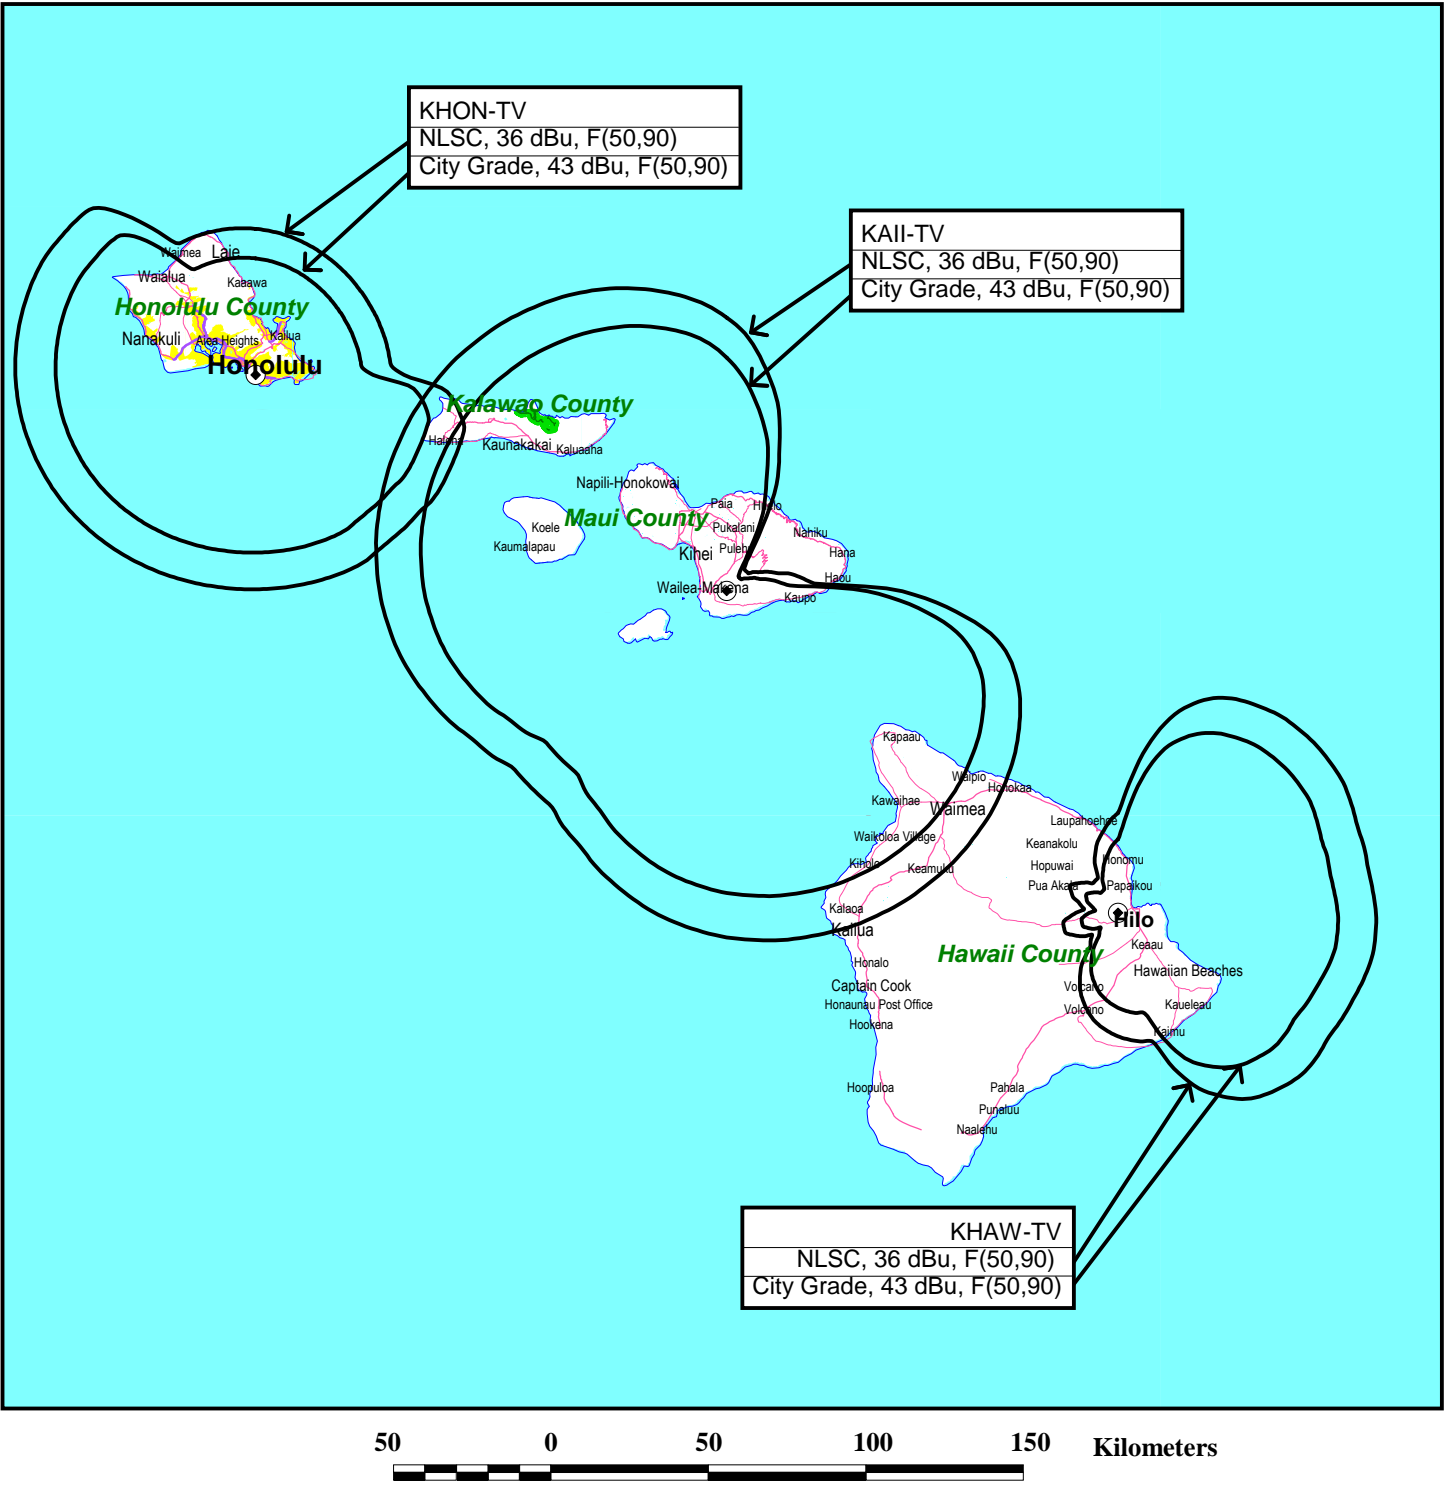 KHON-TV
NLSC, 36 dBu, F(50,90)
City Grade, 43 dBu, F(50,90)
KAII-TV
NLSC, 36 dBu, F(50,90)
City Grade, 43 dBu, F(50,90)
Waimea
Laie
Waialua
Kaaawa
Honolulu County
Nanakuli
Aiea Heights
Kailua
Honolulu
Kalawao County
Halena
Kaunakakai
Kaluaaha
Napili-Honokowai
Paia
Huelo
Maui County
Koele
Pukalani
Nahiku
Kaumalapau
Kihei
Pulehu
Hana
Haou
Wailea-Makena
Kaupo
Kapaau
Waipio
Honokaa
Kawaihae
Waimea
Laupahoehoe
Waikoloa Village
Keanakolu
Kiholo
Keamuku
Hopuwai
Honomu
Pua Akala
Papaikou
Kalaoa
Hilo
Kailua
Keaau
Hawaii County
Honalo
Hawaiian Beaches
Captain Cook
Volcano
Honaunau Post Office
Kaueleau
Volcano
Hookena
Kaimu
Hoopuloa
Pahala
Punaluu
Naalehu
KHAW-TV
NLSC, 36 dBu, F(50,90)
City Grade, 43 dBu, F(50,90)
50 0 50 100 150 Kilometers